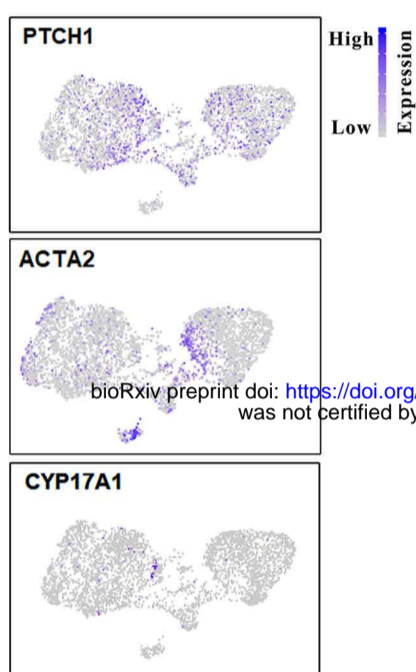 PTCH1
High
Low
Expression
ACTA2
bioRxiv preprint doi: https://doi.org/
was not certified by
CYP17A1